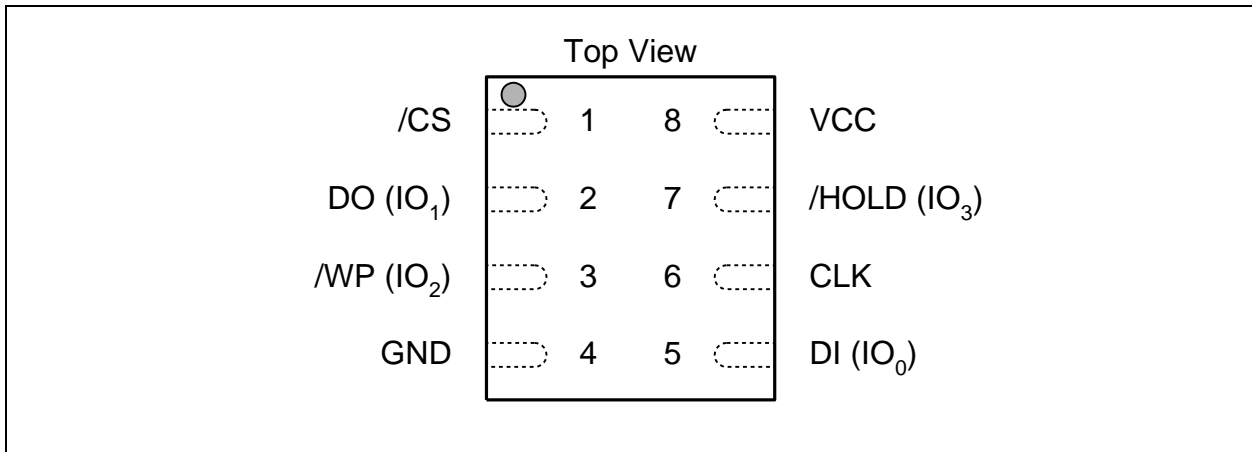 Top View
/CS 1 8 VCC
DO (IO₁) 2 7 /HOLD (IO₃)
/WP (IO₂) 3 6 CLK
GND 4 5 DI (IO₀)